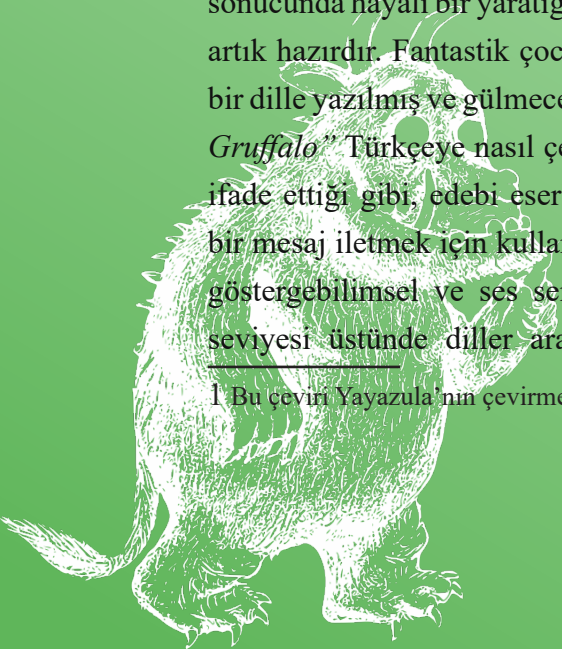 sonucunda hayali bir yaratığ
artık hazırdır. Fantastik çoc
bir dille yazılmış ve gülmece
Gruffalo” Türkçeye nasıl çe
ifade ettiği gibi, edebi eser
bir mesaj iletmek için kullan
göstergebilimsel ve ses se
seviyesi üstünde diller ara
1 Bu çeviri Yayazula’nın çevirme